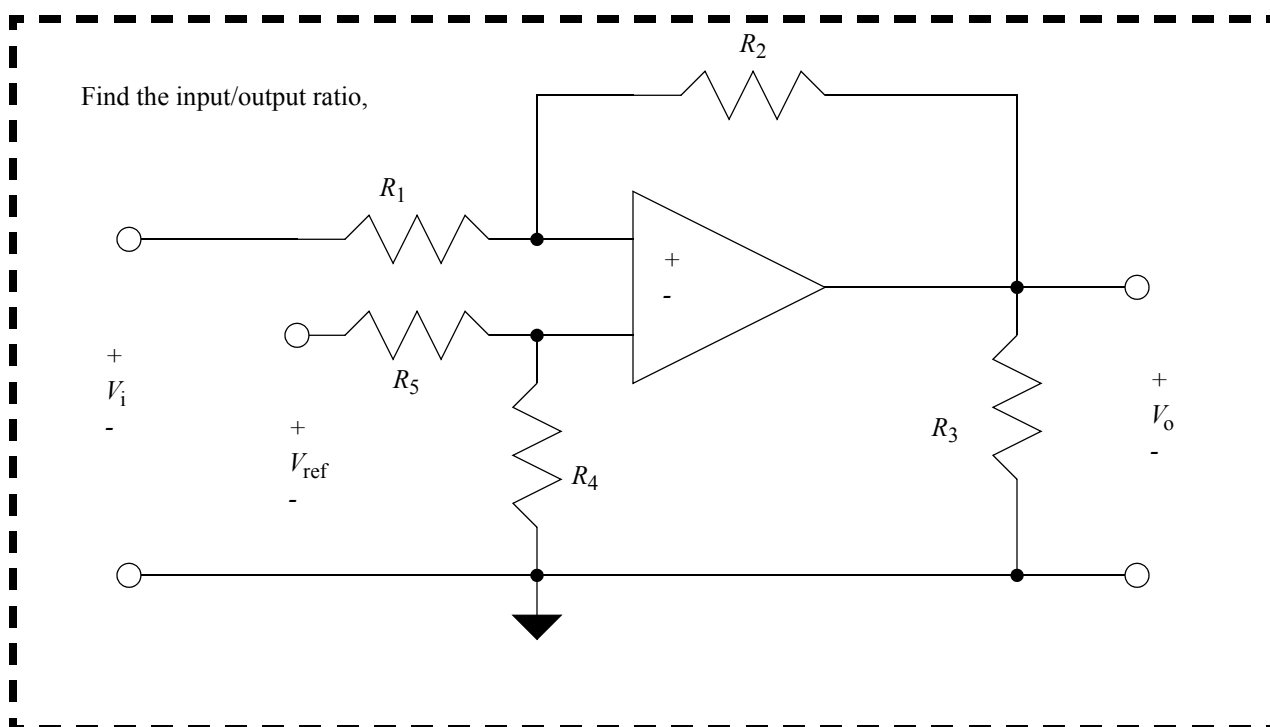 R2
Find the input/output ratio,
R1
+
-
R5
+
Vi
-
+
Vref
-
R4
R3
+
Vo
-